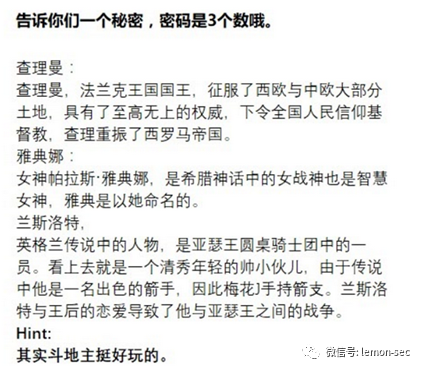 告诉你们一个秘密，密码是3个数哦。
查理曼：
查理曼，法兰克王国国王，征服了西欧与中欧大部分
土地，具有了至高无上的权威，下令全国人民信仰基
督教，查理重振了西罗马帝国。
雅典娜：
女神帕拉斯·雅典娜，是希腊神话中的女战神也是智慧
女神，雅典是以她命名的。
兰斯洛特，
英格兰传说中的人物，是亚瑟王圆桌骑士团中的一
员。看上去就是一个清秀年轻的帅小伙儿，由于传说
中他是一名出色的箭手，因此梅花J手持箭支。兰斯洛
特与王后的恋爱导致了他与亚瑟王之间的战争。
Hint:
其实斗地主挺好玩的。
微信号: lemon-sec